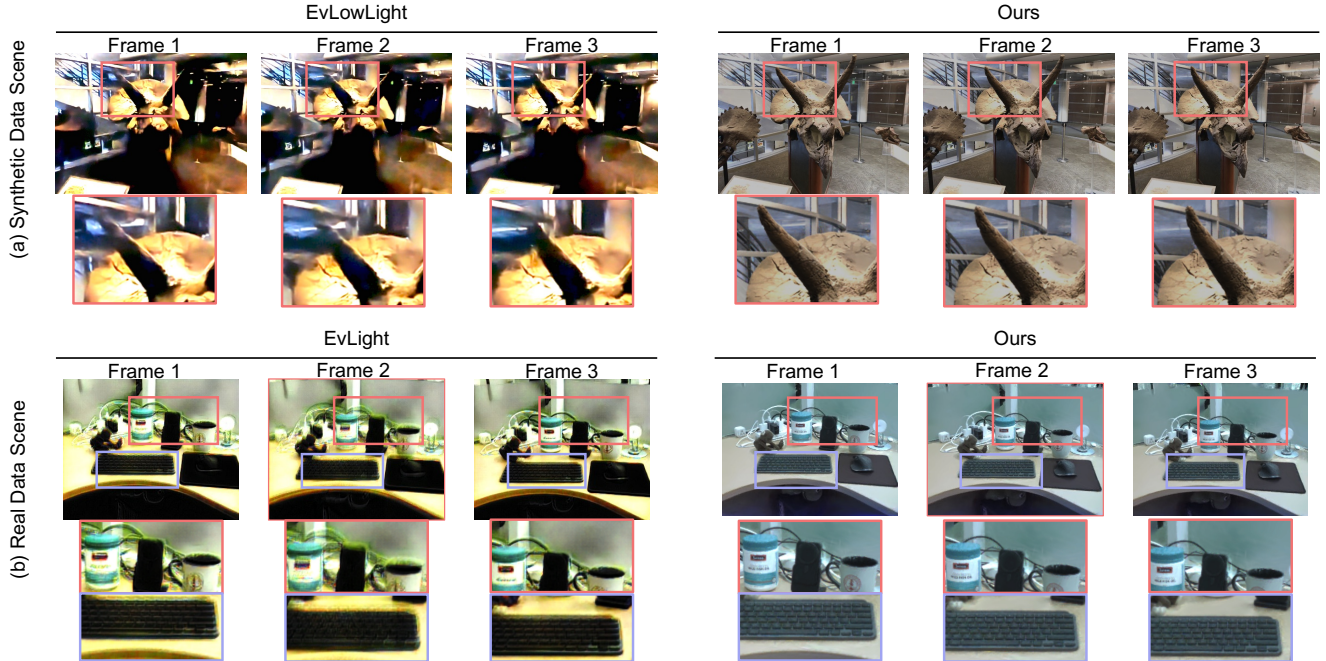 EvLowLight
Ours
Frame 1
Frame 2
Frame 3
Frame 1
Frame 2
Frame 3
(a) Synthetic Data Scene
EvLight
Ours
Frame 1
Frame 2
Frame 3
Frame 1
Frame 2
Frame 3
(b) Real Data Scene